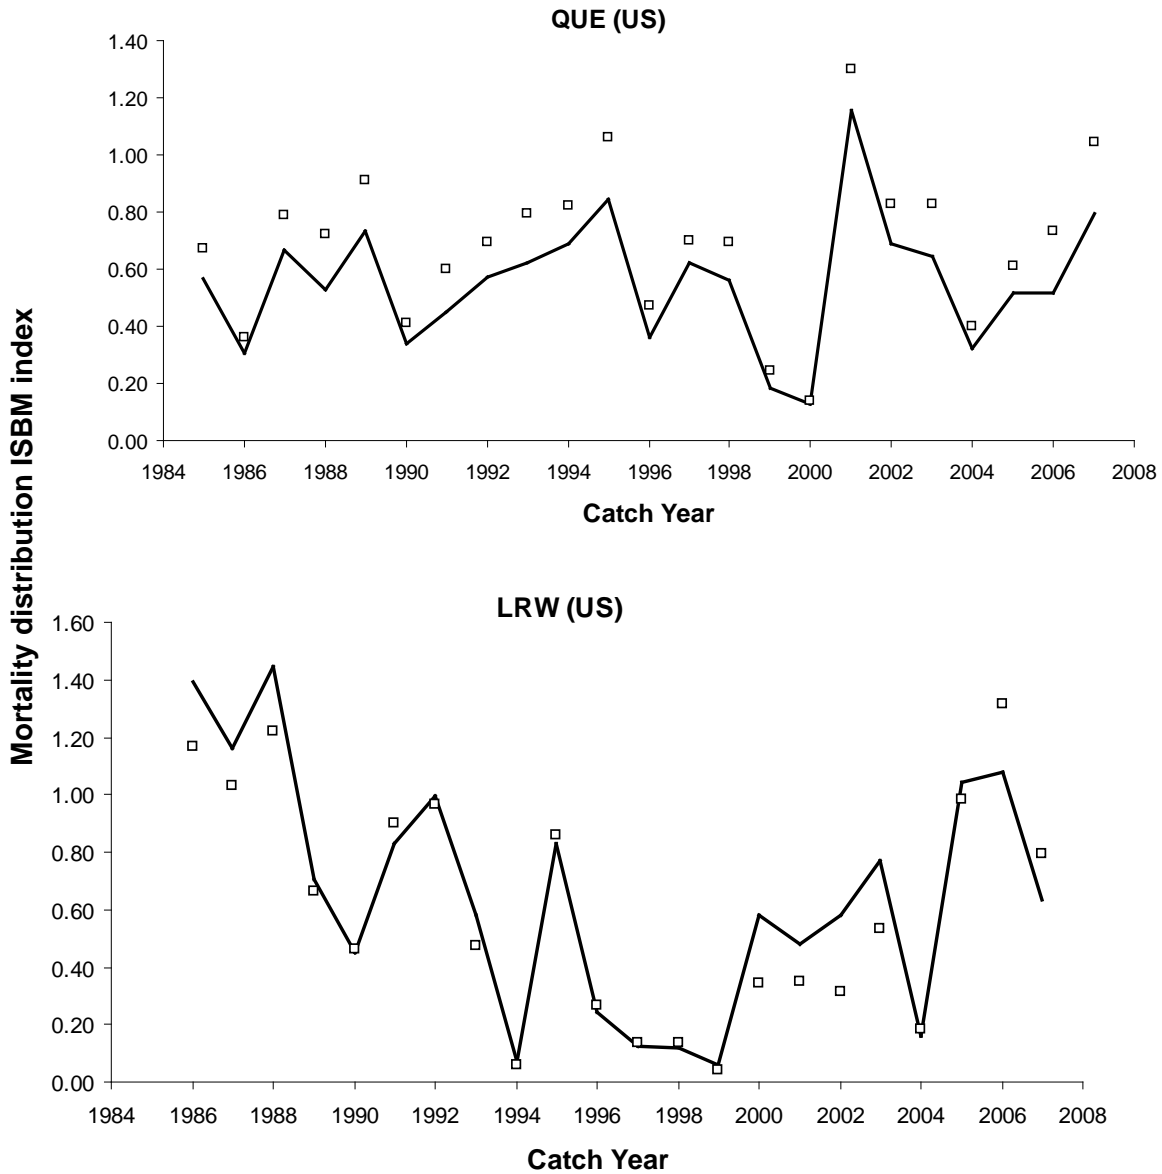 QUE (US)
1.40
1.20
1.00
0.80
0.60
0.40
0.20
0.00
1984 1986 1988 1990 1992 1994 1996 1998 2000 2002 2004 2006 2008
Catch Year
Mortality distribution ISBM index
LRW (US)
1.60
1.40
1.20
1.00
0.80
0.60
0.40
0.20
0.00
1984 1986 1988 1990 1992 1994 1996 1998 2000 2002 2004 2006 2008
Catch Year